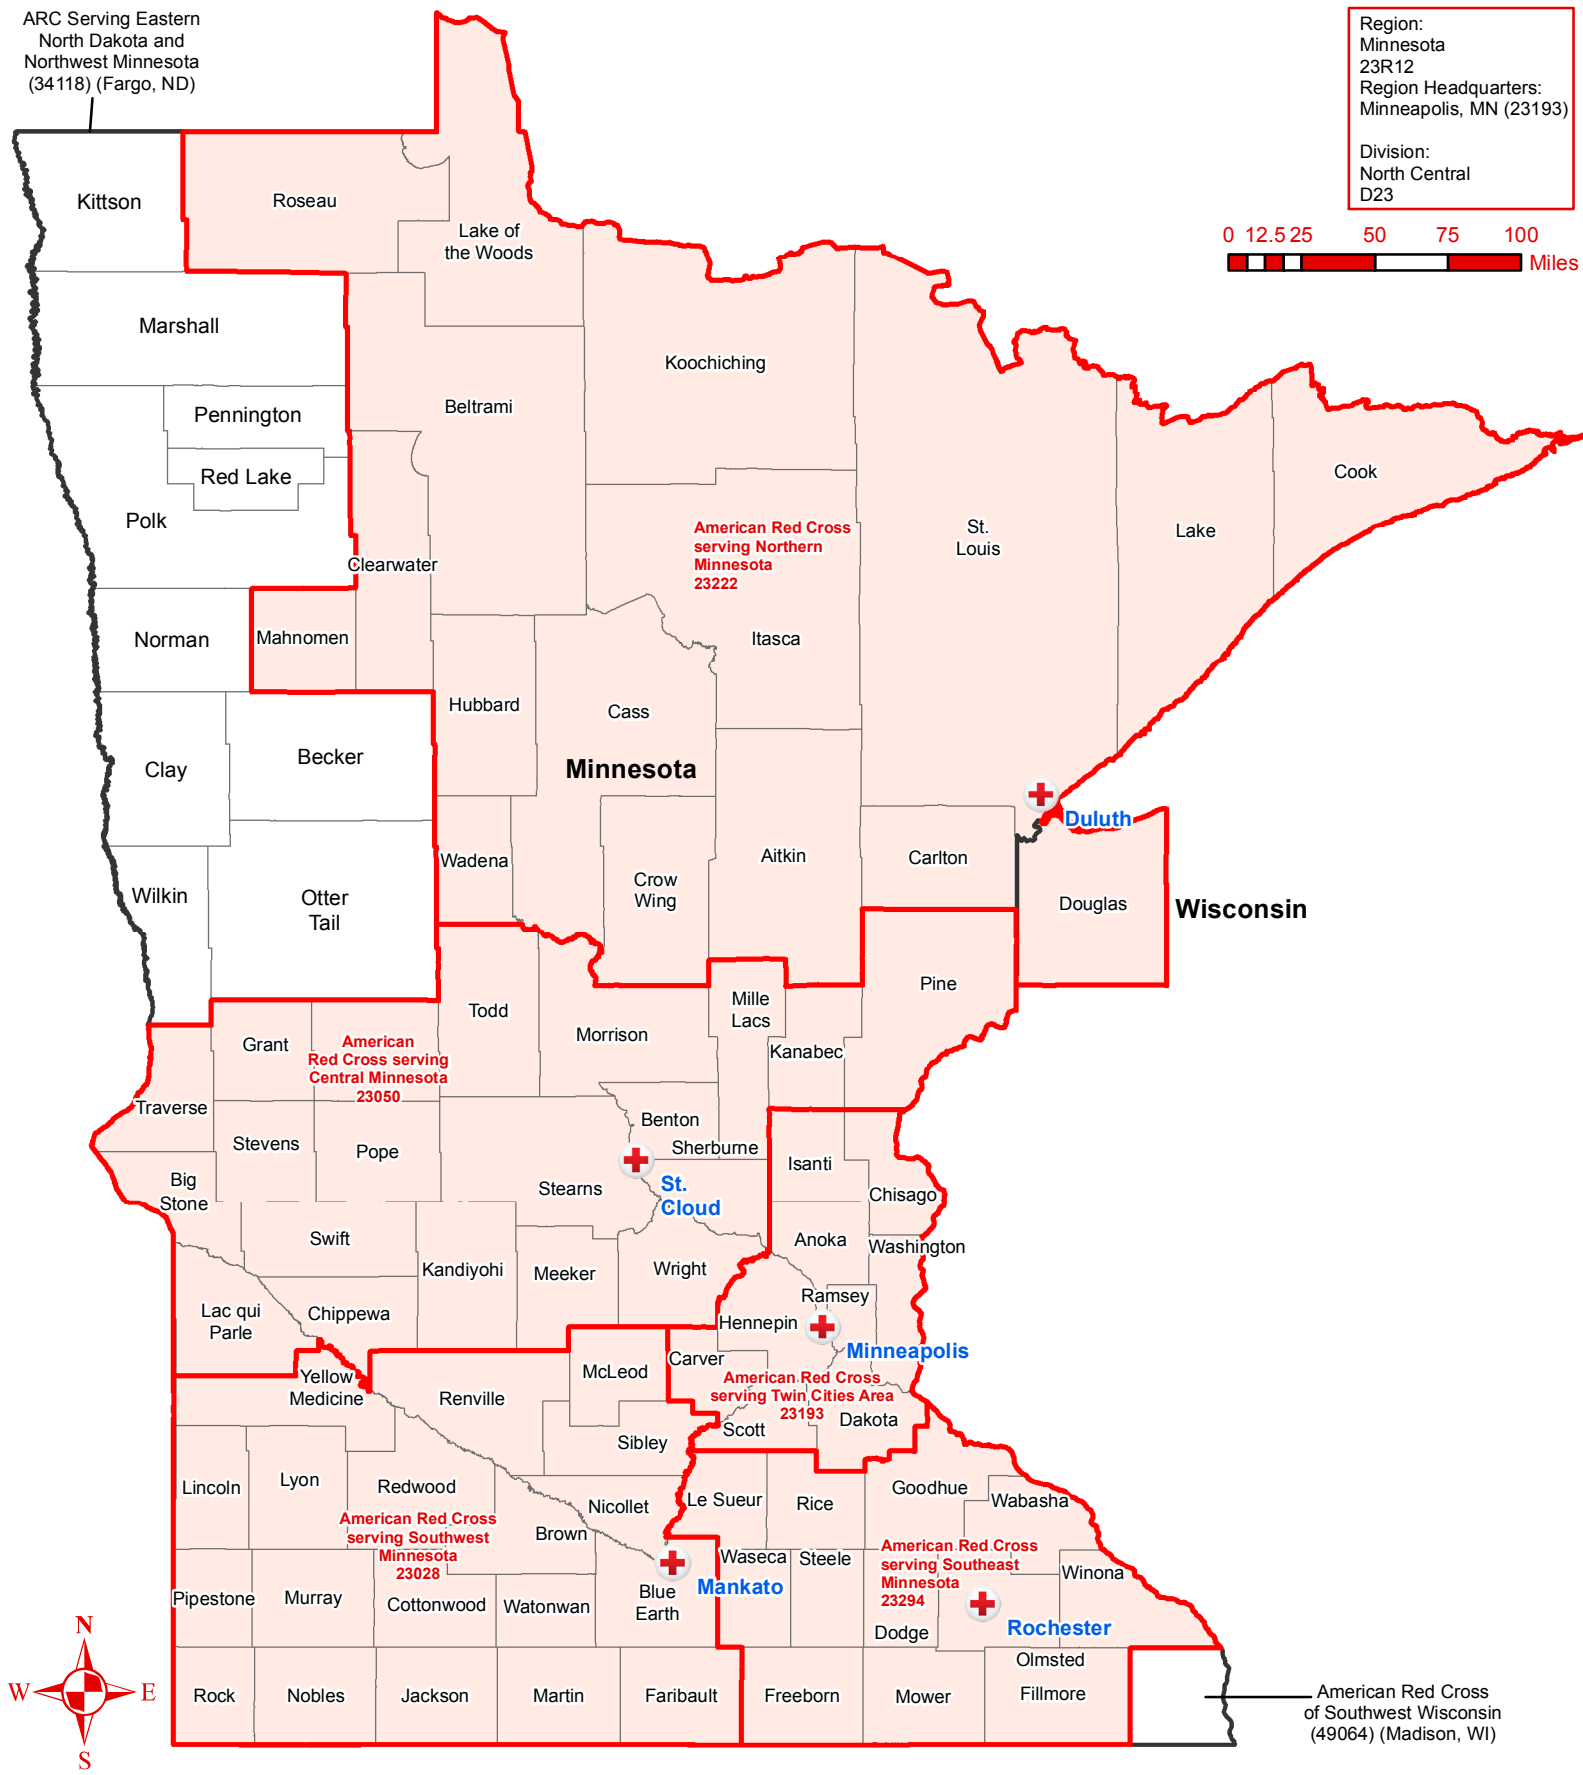 ARC Serving Eastern
North Dakota and
Northwest Minnesota
(34118) (Fargo, ND)
Region:
Minnesota
23R12
Region Headquarters:
Minneapolis, MN (23193)
Division:
North Central
D23
0 12.5 25 50 75 100
Miles
Kittson
Roseau
Lake of
the Woods
Marshall
Koochiching
Beltrami
Pennington
Red Lake
Polk
Cook
Lake
St.
Louis
American Red Cross
serving Northern
Minnesota
23222
Clearwater
Norman
Mahnomen
Itasca
Hubbard
Cass
Becker
Clay
Minnesota
Duluth
Wadena
Aitkin
Carlton
Crow
Wing
Wilkin
Otter
Tail
Douglas
Wisconsin
Pine
Todd
Mille
Lacs
Morrison
Kanabec
Grant
American
Red Cross serving
Central Minnesota
23050
Traverse
Stevens
Pope
Benton
Sherburne
Isanti
Big
Stone
Stearns
St.
Cloud
Chisago
Swift
Anoka
Washington
Kandiyohi
Meeker
Wright
Ramsey
Lac qui
Parle
Chippewa
Hennepin
Minneapolis
Carver
McLeod
Yellow
Medicine
Renville
American Red Cross
serving Twin Cities Area
23193
Scott
Dakota
Sibley
Lincoln
Lyon
Redwood
Nicollet
Le Sueur
Rice
Goodhue
Wabasha
American Red Cross
serving Southwest
Minnesota
23028
Brown
Waseca
Steele
American Red Cross
serving Southeast
Minnesota
23294
Winona
Pipestone
Murray
Cottonwood
Watonwan
Blue
Earth
Mankato
Dodge
Rochester
Olmsted
Rock
Nobles
Jackson
Martin
Faribault
Freeborn
Mower
Fillmore
American Red Cross
of Southwest Wisconsin
(49064) (Madison, WI)
N
W
E
S